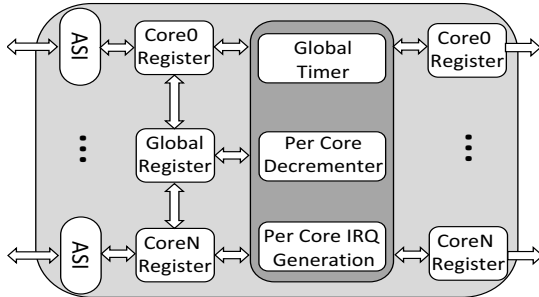 ASI
Core0
Register
Global
Timer
Core0
Register
...
Global
Register
Per Core
Decrementer
...
ASI
CoreN
Register
Per Core IRQ
Generation
CoreN
Register